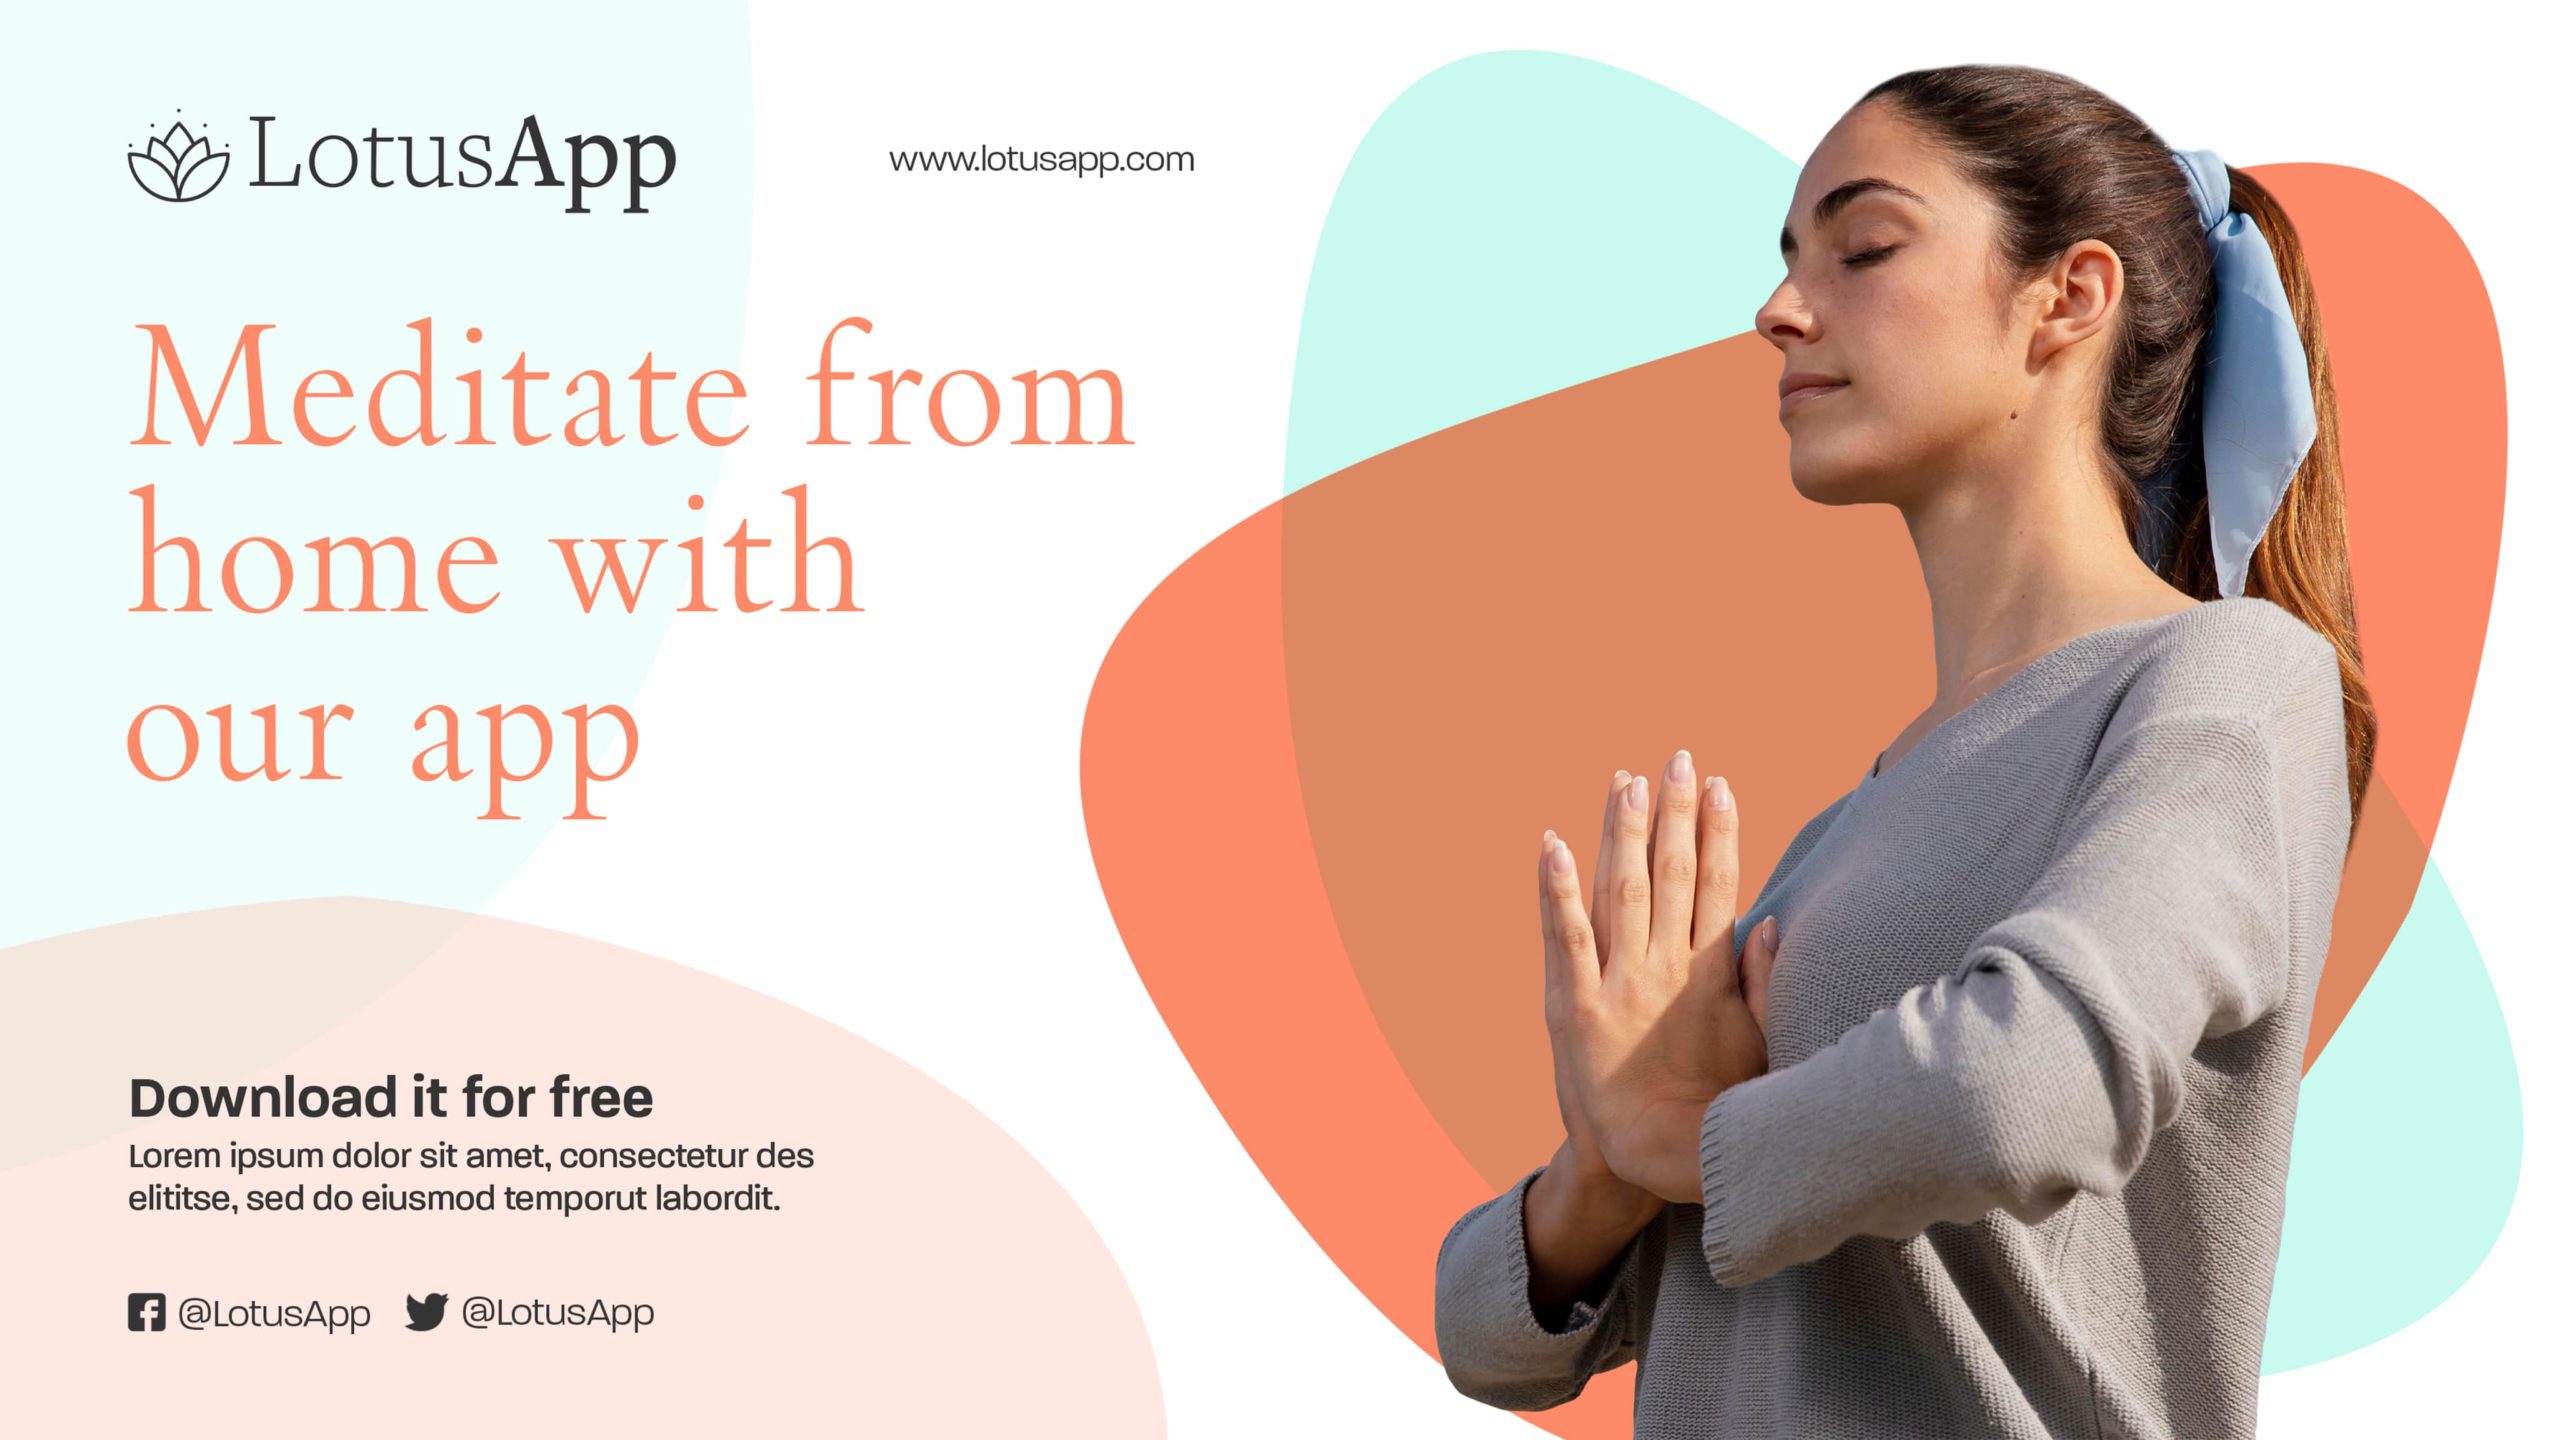 LotusApp
www.lotusapp.com
Meditate from
home with
our app
Download it for free
Lorem ipsum dolor sit amet, consectetur des
elititse, sed do eiusmod temporut labordit.
@LotusApp @LotusApp